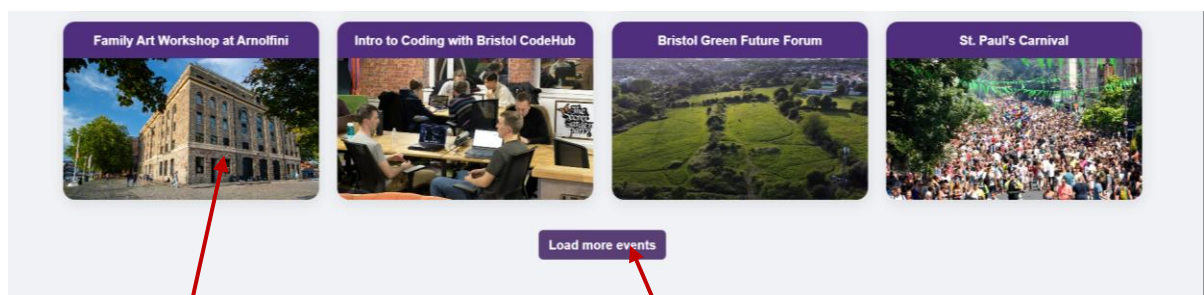 Family Art Workshop at Arnolfini
Intro to Coding with Bristol CodeHub
Bristol Green Future Forum
St. Paul's Carnival
Load more events